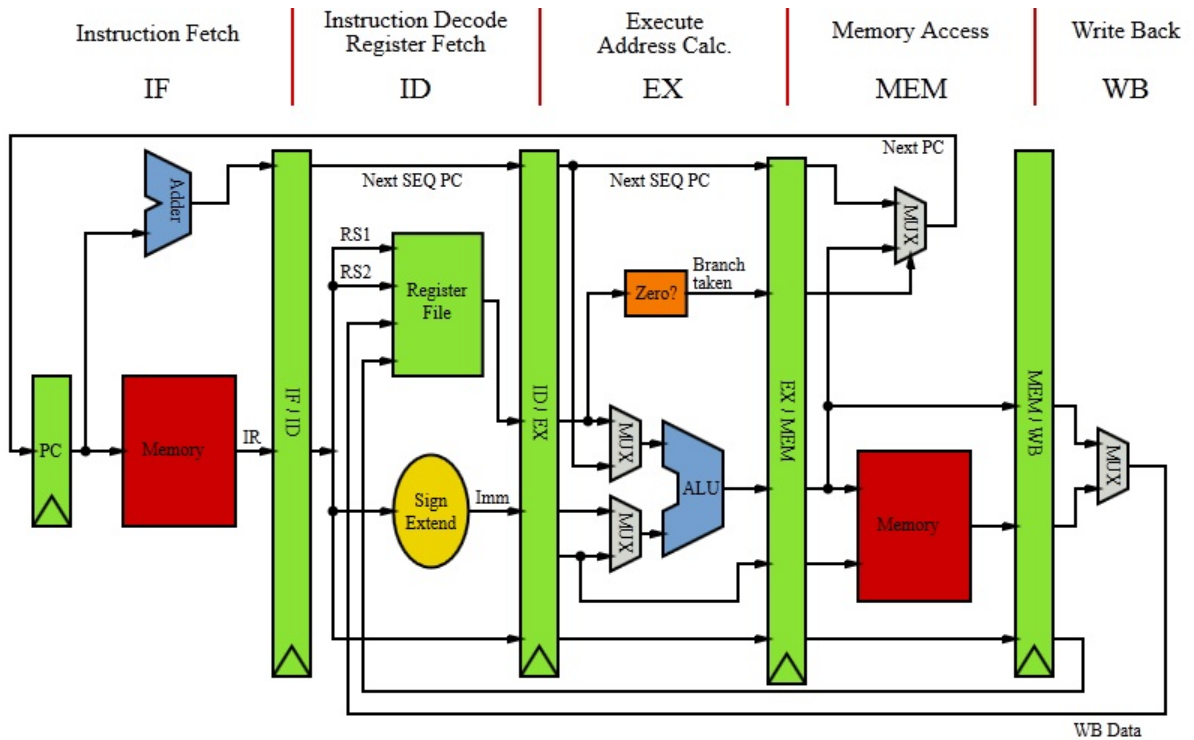 Instruction Fetch
IF
Instruction Decode
Register Fetch
ID
Execute
Address Calc.
EX
Memory Access
MEM
Write Back
WB
Next PC
Adder
Next SEQ PC
Next SEQ PC
MUX
RS1
RS2
Register
File
Branch
taken
Zero?
PC
Memory
IR
IF / ID
ID / EX
EX / MEM
MEM / WB
MUX
MUX
ALU
Sign
Extend
Imm
Memory
MUX
WB Data